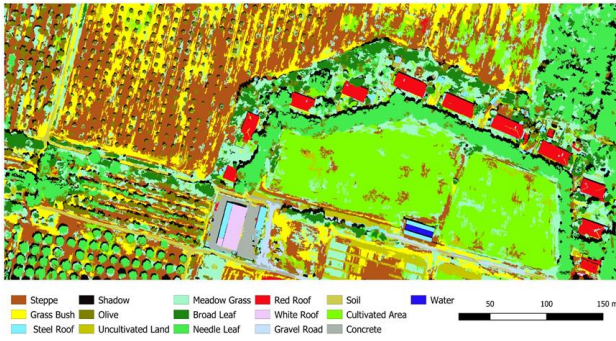 Steppe Shadow Meadow Grass Red Roof Soil Water
Grass Bush Olive Broad Leaf White Roof Cultivated Area
Steel Roof Uncultivated Land Needle Leaf Gravel Road Concrete
50 100 150 m